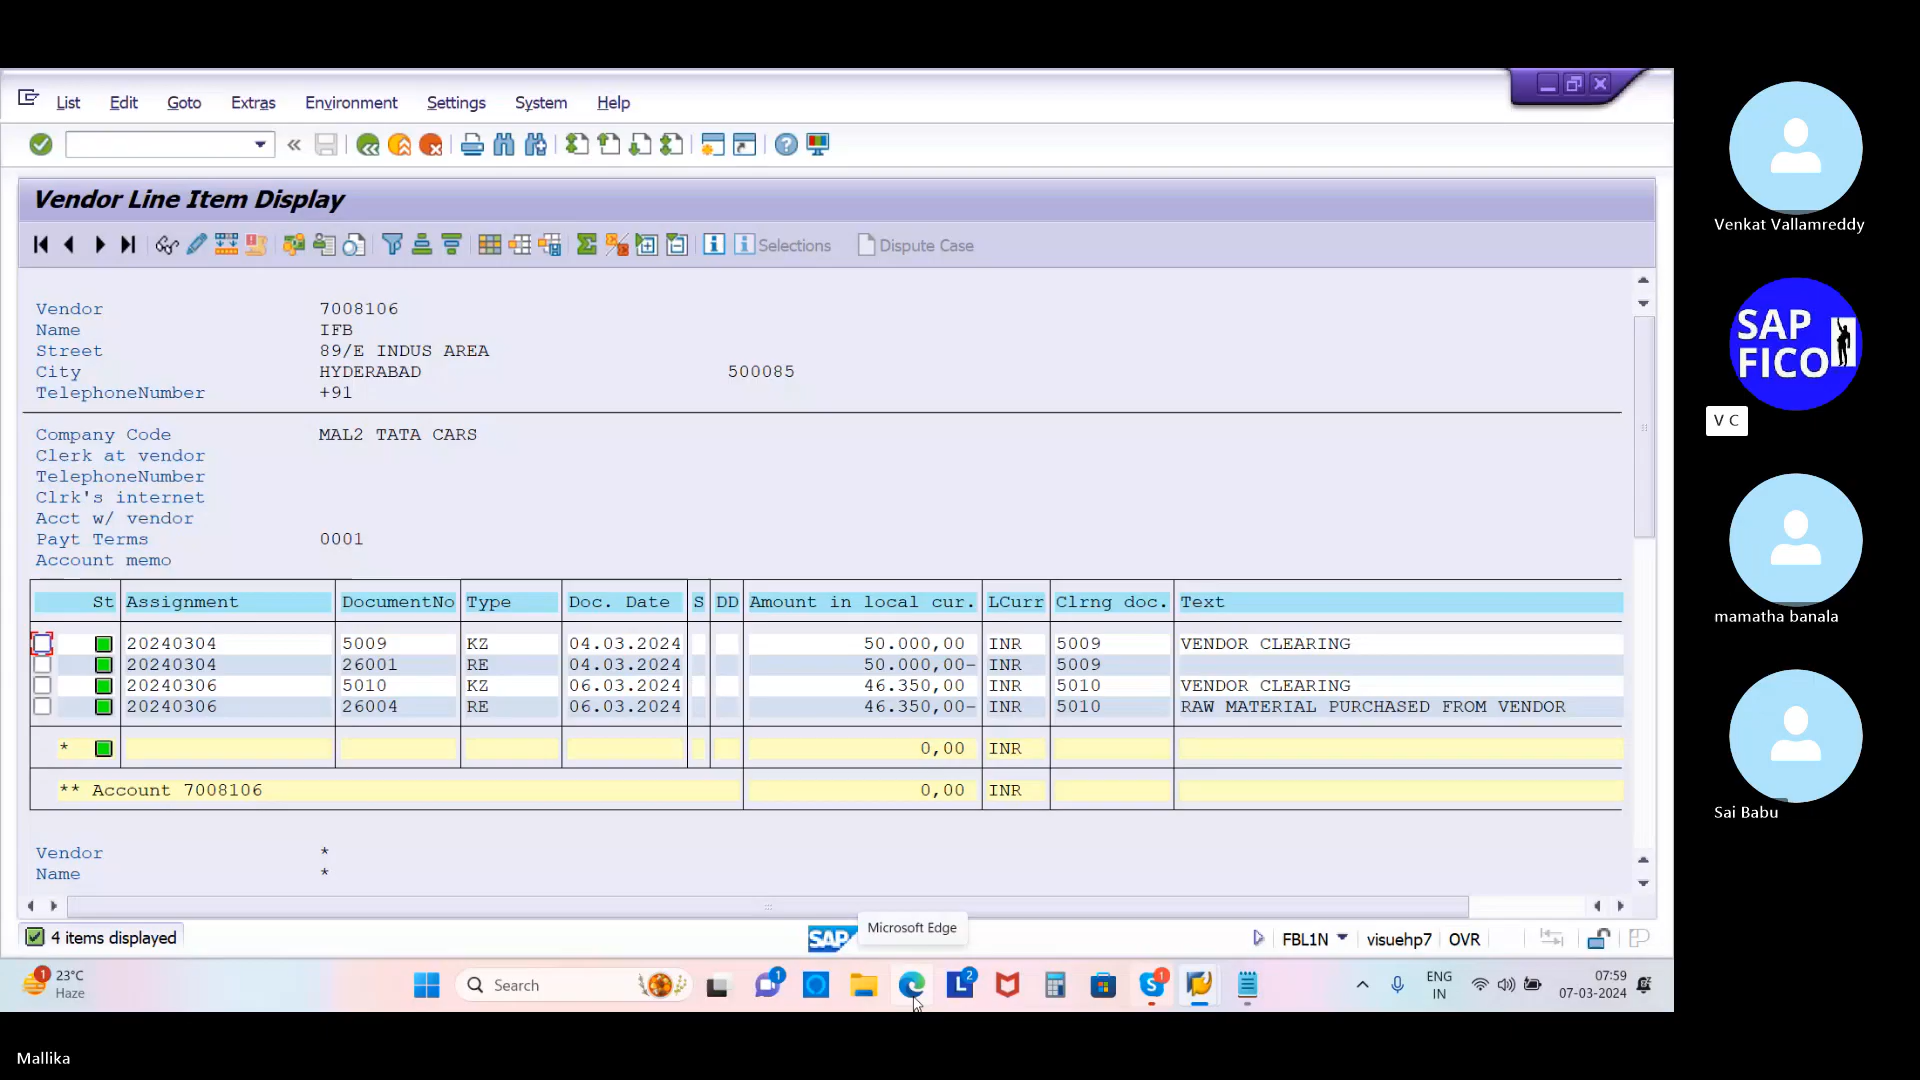 List Edit Goto Extras Environment Settings System Help
Vendor Line Item Display
Selections Dispute Case
Vendor 7008106
Name IFB
Street 89/E INDUS AREA
City HYDERABAD 500085
TelephoneNumber +91
Company Code MAL2 TATA CARS
Clerk at vendor
TelephoneNumber
Clrk's internet
Acct w/ vendor
Payt Terms 0001
Account memo
St Assignment DocumentNo Type Doc. Date S DD Amount in local cur. LCurr Clrng doc. Text
20240304 5009 KZ 04.03.2024 50.000,00 INR 5009 VENDOR CLEARING
20240304 26001 RE 04.03.2024 50.000,00- INR 5009
20240306 5010 KZ 06.03.2024 46.350,00 INR 5010 VENDOR CLEARING
20240306 26004 RE 06.03.2024 46.350,00- INR 5010 RAW MATERIAL PURCHASED FROM VENDOR
* 0,00 INR
** Account 7008106 0,00 INR
Vendor *
Name *
4 items displayed
SAP
Microsoft Edge
FBL1N visuehp7 OVR
1
23°C
Haze
Search
1
L
2
1
ENG
IN
07:59
07-03-2024
Venkat Vallamreddy
SAP
FICO
V C
mamatha banala
Sai Babu
Mallika